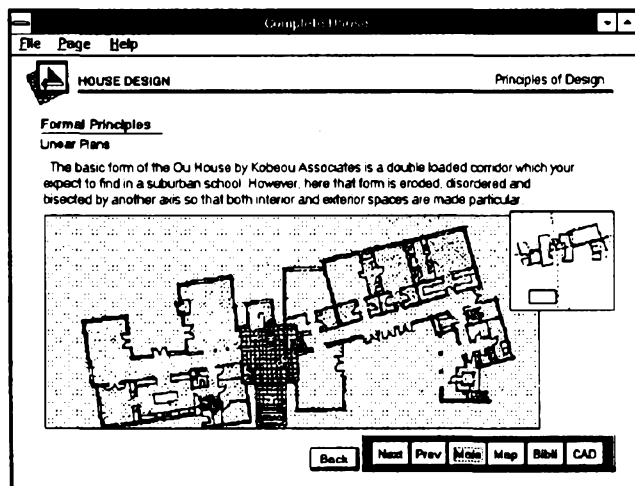 Complete House
File Page Help
HOUSE DESIGN
Principles of Design
Formal Principles
Linear Plans
The basic form of the Ou House by Kobeou Associates is a double loaded corridor which your
expect to find in a suburban school. However, here that form is eroded, disordered and
bisected by another axis so that both interior and exterior spaces are made particular.
Back Next Prev Main Map Bibli CAD